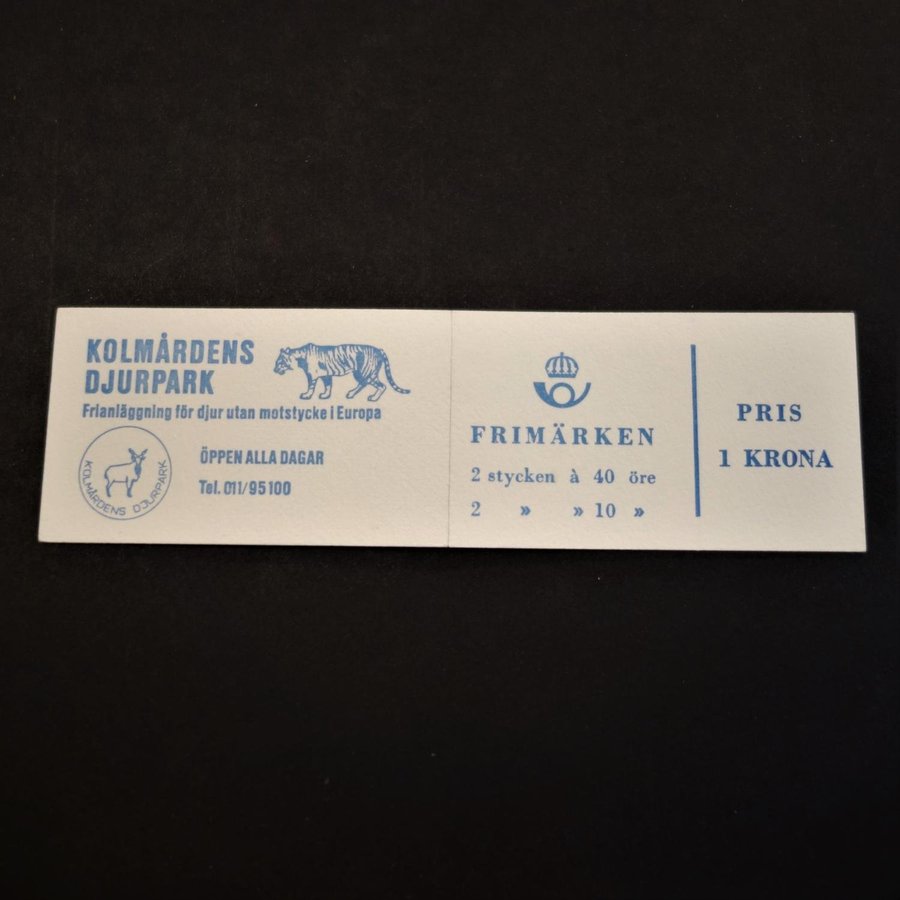 KOLMÅRDENS
DJURPARK
Frianläggning för djur utan motstycke i Europa
KOLMÅRDENS DJURPARK
ÖPPEN ALLA DAGAR
Tel. 011/95100
FRIMÄRKEN
2 stycken à 40 öre
2 » » 10 »
PRIS
1 KRONA